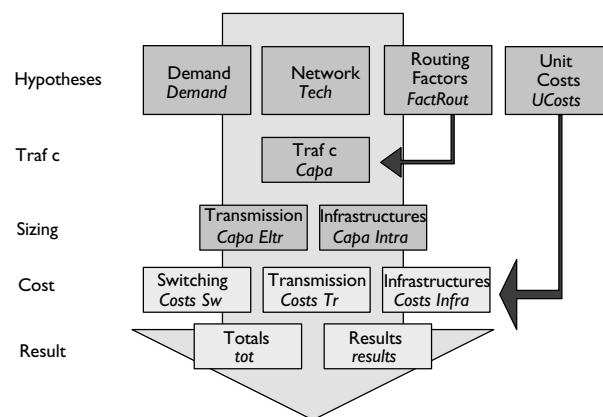 Hypotheses
Demand
Demand
Network
Tech
Routing
Factors
FactRout
Unit
Costs
UCosts
Traf c
Traf c
Capa
Sizing
Transmission
Capa Eltr
Infrastructures
Capa Intra
Cost
Switching
Costs Sw
Transmission
Costs Tr
Infrastructures
Costs Infra
Result
Totals
tot
Results
results